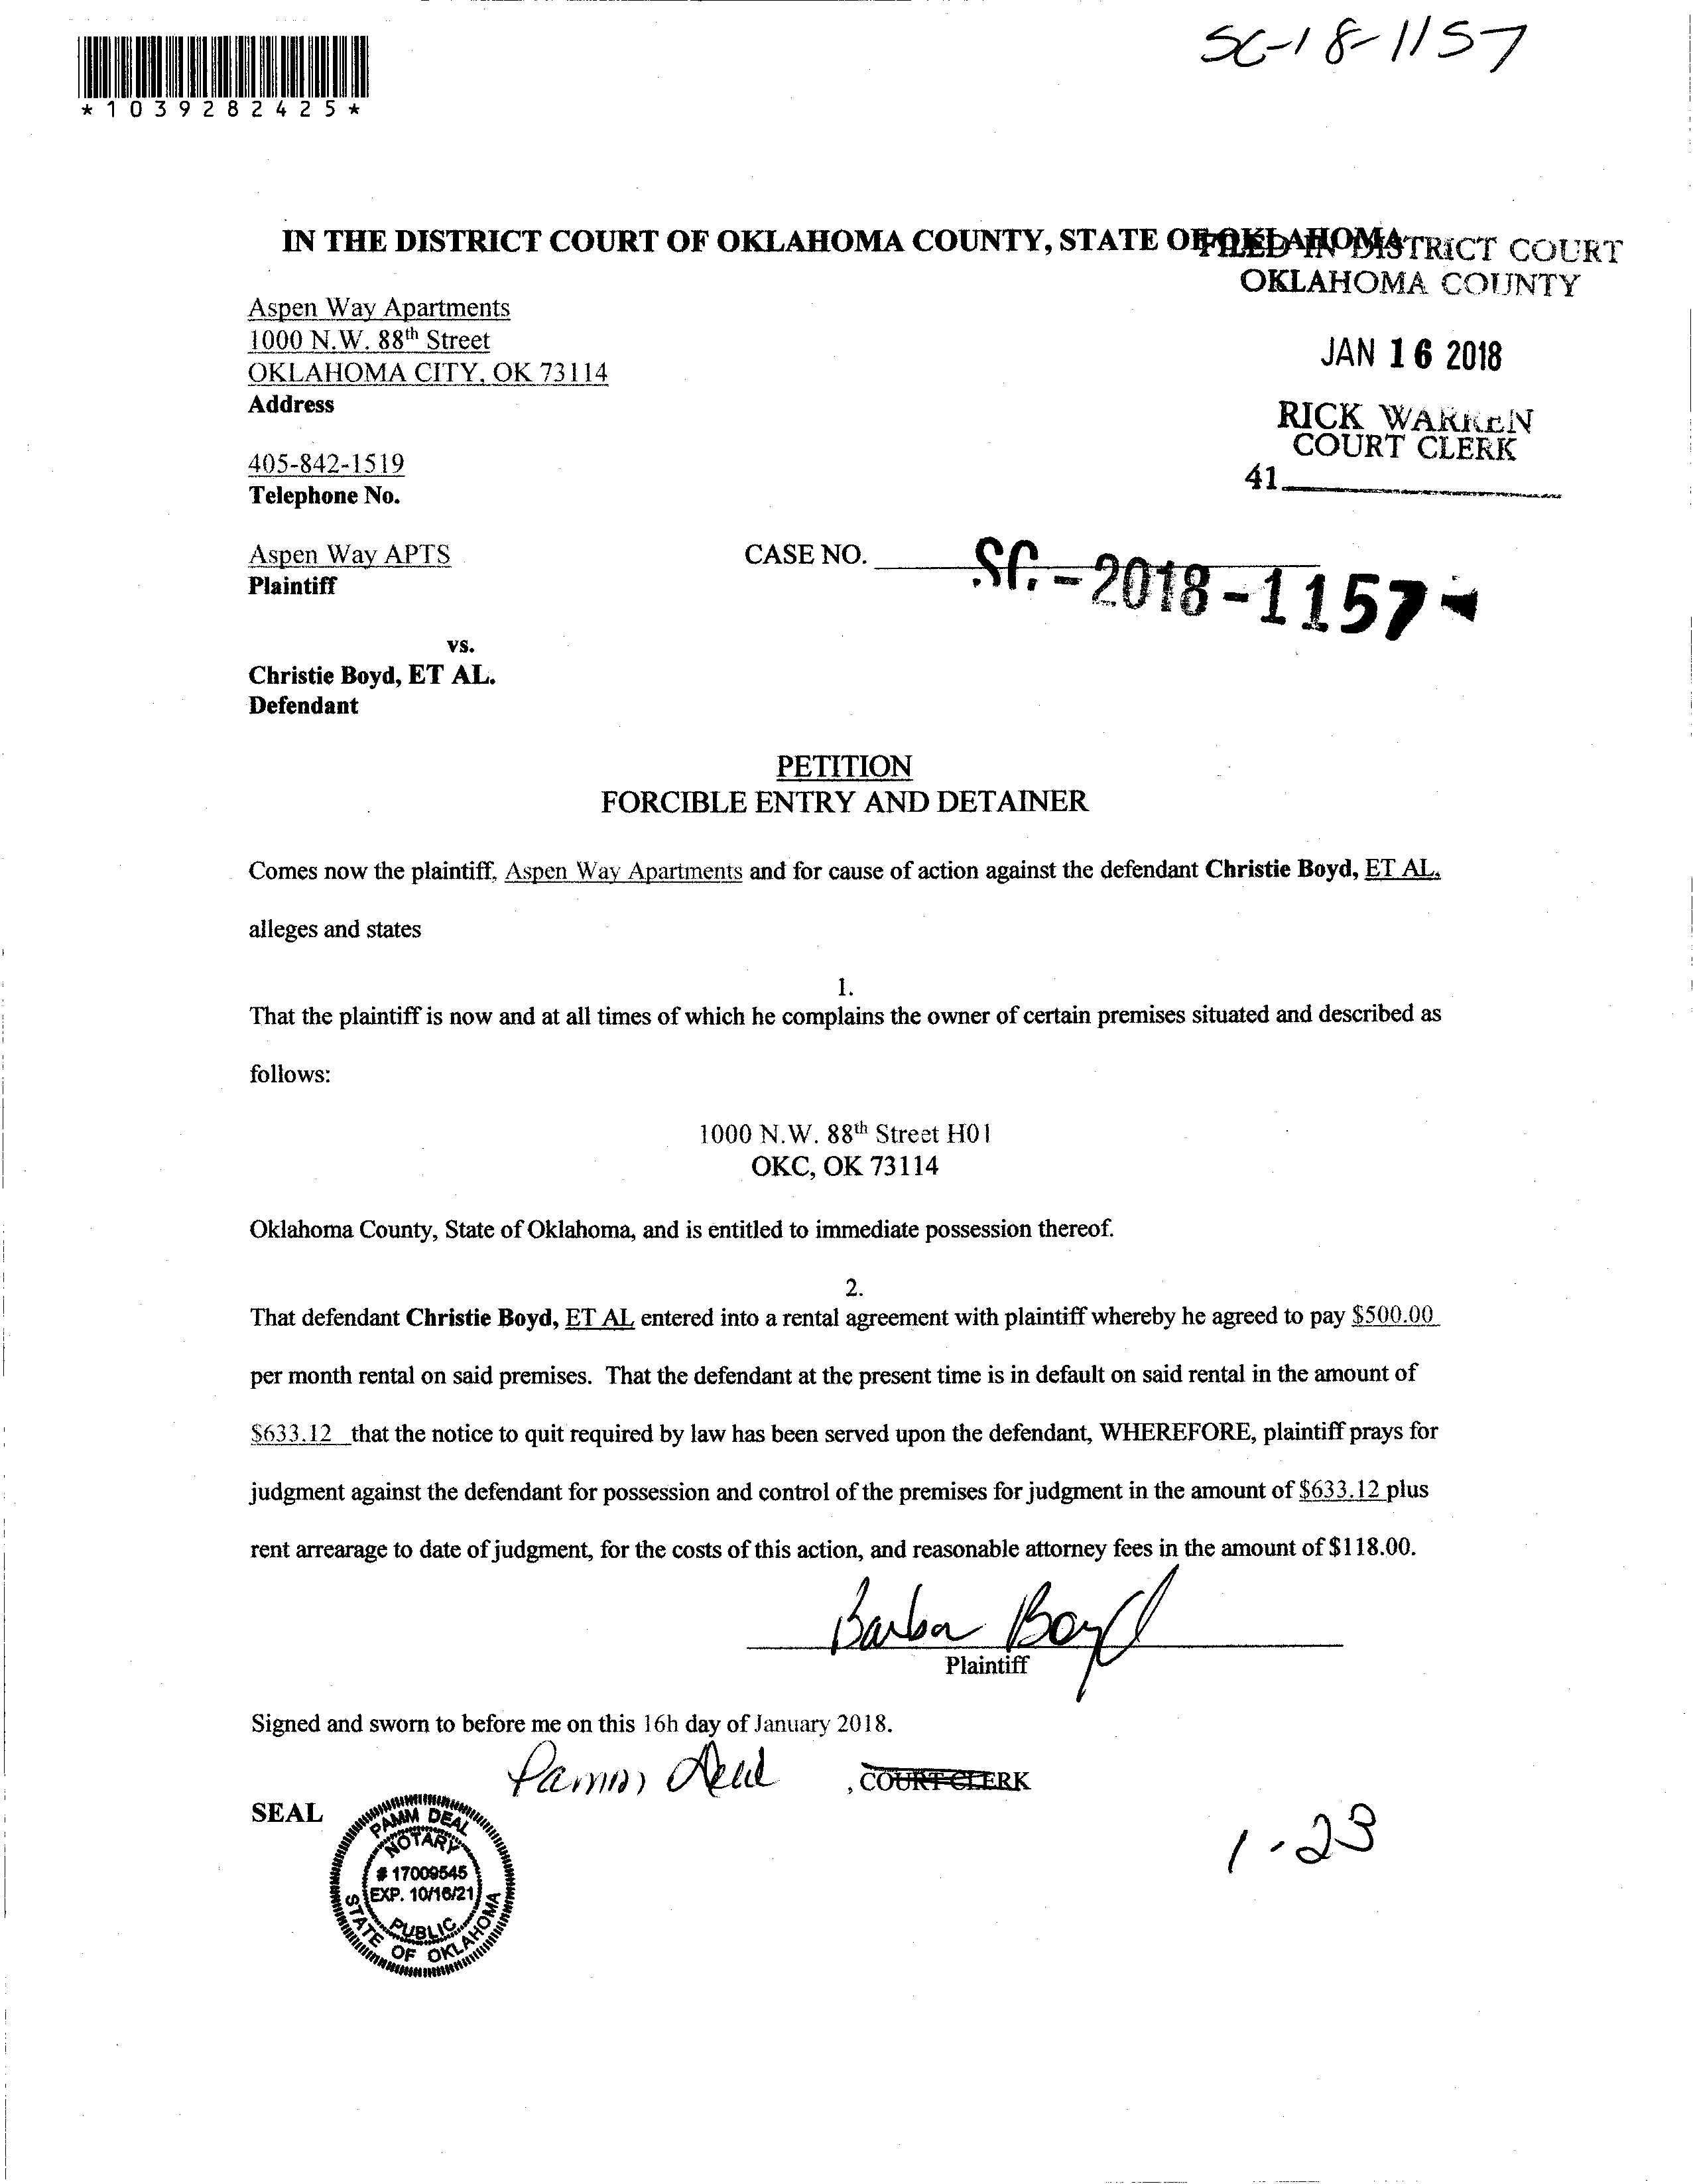 SC-18-1157
*1039282425*
IN THE DISTRICT COURT OF OKLAHOMA COUNTY, STATE OF OKLAHOMA
FILED IN DISTRICT COURT
OKLAHOMA COUNTY
Aspen Way Apartments
1000 N.W. 88th Street
OKLAHOMA CITY, OK 73114
Address
JAN 16 2018
RICK WARREN
COURT CLERK
41
405-842-1519
Telephone No.
Aspen Way APTS
Plaintiff
CASE NO. SC-2018-1157
vs.
Christie Boyd, ET AL.
Defendant
PETITION
FORCIBLE ENTRY AND DETAINER
Comes now the plaintiff, Aspen Way Apartments and for cause of action against the defendant Christie Boyd, ET AL,
alleges and states
1.
That the plaintiff is now and at all times of which he complains the owner of certain premises situated and described as
follows:
1000 N.W. 88th Street H01
OKC, OK 73114
Oklahoma County, State of Oklahoma, and is entitled to immediate possession thereof.
2.
That defendant Christie Boyd, ET AL entered into a rental agreement with plaintiff whereby he agreed to pay $500.00
per month rental on said premises. That the defendant at the present time is in default on said rental in the amount of
$633.12 that the notice to quit required by law has been served upon the defendant, WHEREFORE, plaintiff prays for
judgment against the defendant for possession and control of the premises for judgment in the amount of $633.12 plus
rent arrearage to date of judgment, for the costs of this action, and reasonable attorney fees in the amount of $118.00.
Boyd
Plaintiff
Signed and sworn to before me on this 16h day of January 2018.
, COURT CLERK
SEAL
PAMM DEAL
NOTARY
# 17009545
EXP. 10/16/21
PUBLIC
STATE OF OKLAHOMA
1-23